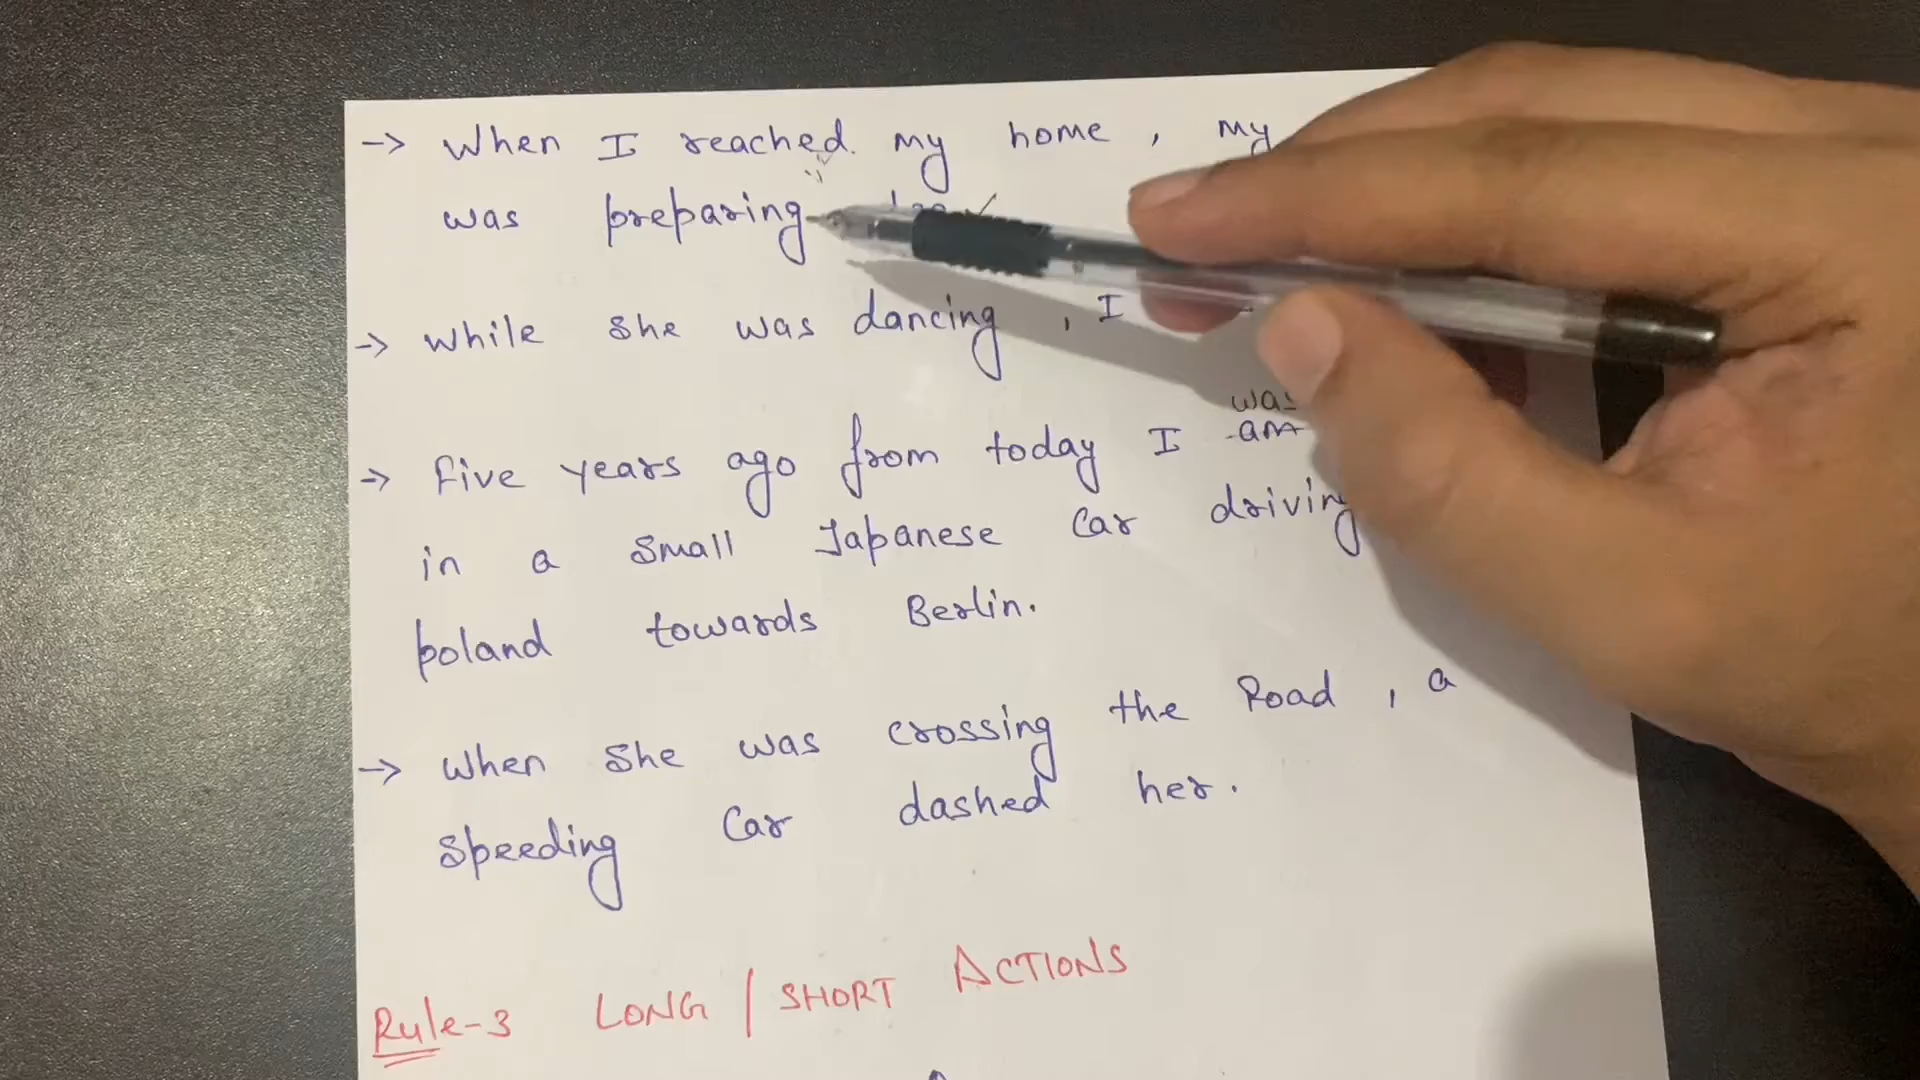 -> When I reached my home, my
was preparing
-> While she was dancing, I
was
-> Five years ago from today I am
in a small Japanese car driving
poland towards Berlin.
-> When she was crossing the Road, a
speeding car dashed her.
Rule-3 LONG / SHORT ACTIONS